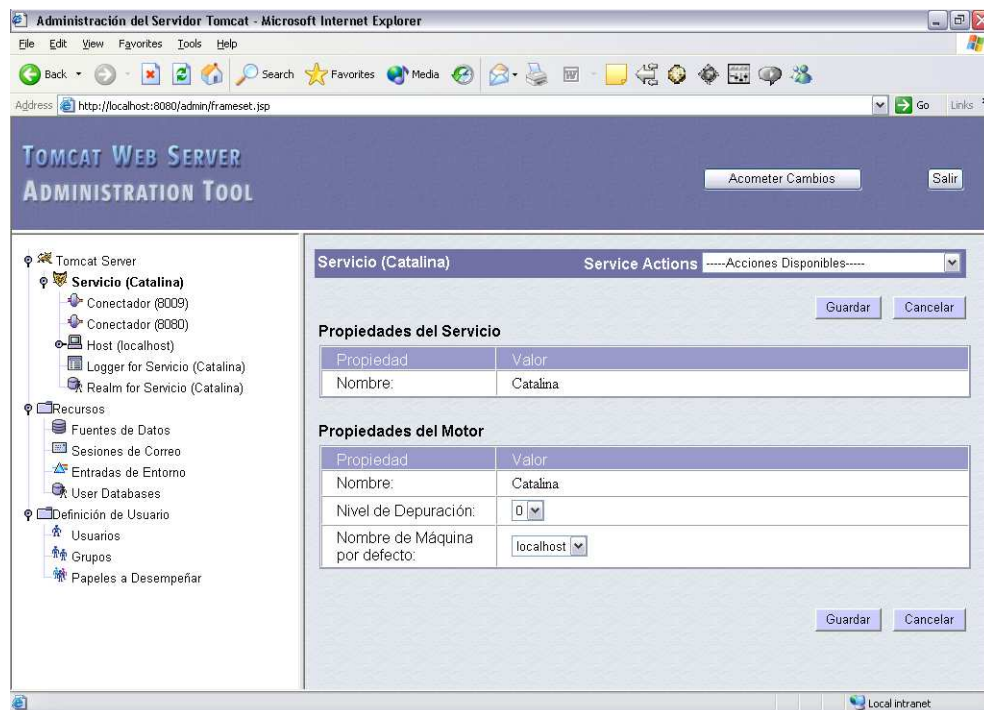 Administración del Servidor Tomcat - Microsoft Internet Explorer
File Edit View Favorites Tools Help
Back Search Favorites Media
Address http://localhost:8080/admin/frameset.jsp Go Links
TOMCAT WEB SERVER
ADMINISTRATION TOOL
Acometer Cambios Salir
Tomcat Server
Servicio (Catalina)
Conectador (8009)
Conectador (8080)
Host (localhost)
Logger for Servicio (Catalina)
Realm for Servicio (Catalina)
Recursos
Fuentes de Datos
Sesiones de Correo
Entradas de Entorno
User Databases
Definición de Usuario
Usuarios
Grupos
Papeles a Desempeñar
Servicio (Catalina) Service Actions -----Acciones Disponibles-----
Guardar Cancelar
Propiedades del Servicio
Propiedad Valor
Nombre: Catalina
Propiedades del Motor
Propiedad Valor
Nombre: Catalina
Nivel de Depuración: 0
Nombre de Máquina
por defecto: localhost
Guardar Cancelar
Local intranet